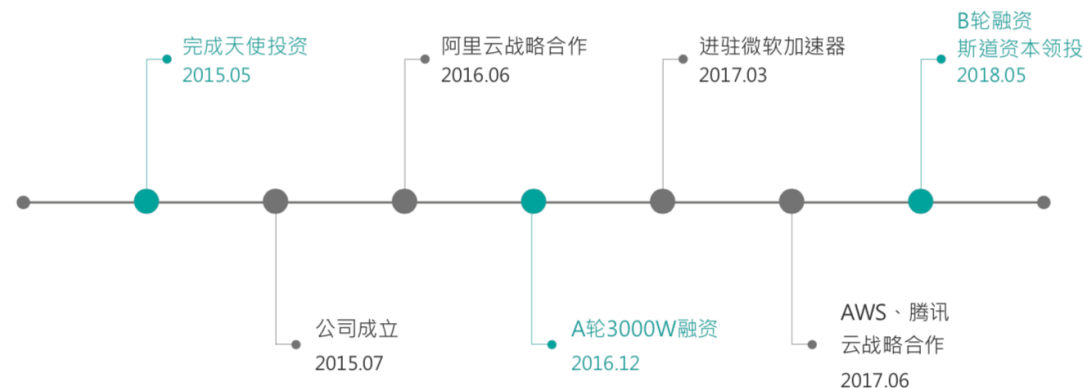 完成天使投资
2015.05
公司成立
2015.07
阿里云战略合作
2016.06
A轮3000W融资
2016.12
进驻微软加速器
2017.03
AWS、腾讯
云战略合作
2017.06
B轮融资
斯道资本领投
2018.05